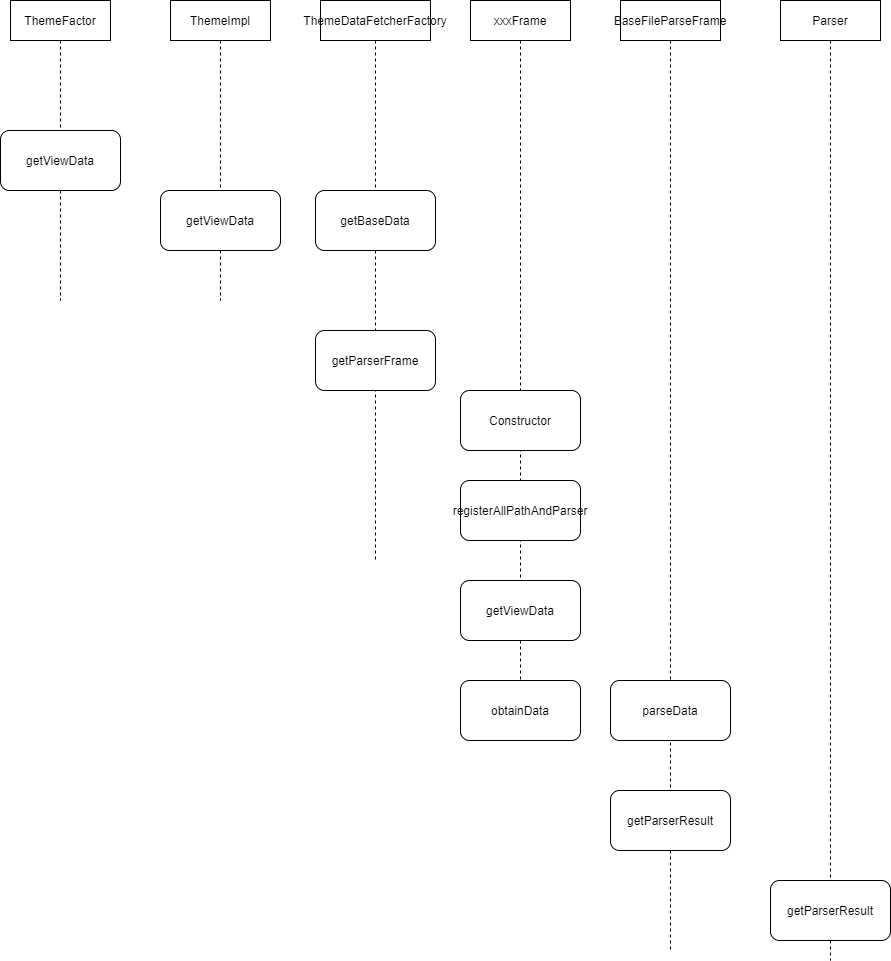 ThemeFactor
ThemeImpl
ThemeDataFetcherFactory
xxxFrame
BaseFileParseFrame
Parser
getViewData
getViewData
getBaseData
getParserFrame
Constructor
registerAllPathAndParser
getViewData
obtainData
parseData
getParserResult
getParserResult